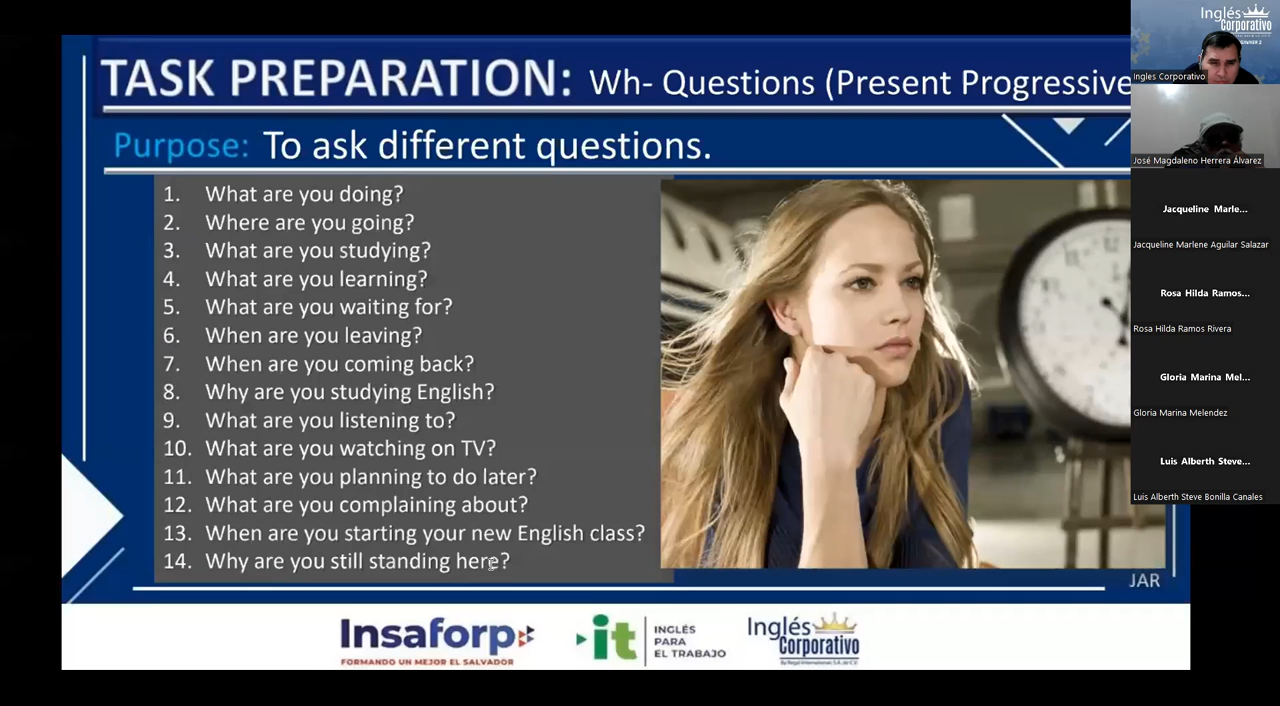 TASK PREPARATION: Wh- Questions (Present Progressive
Purpose: To ask different questions.
1. What are you doing?
2. Where are you going?
3. What are you studying?
4. What are you learning?
5. What are you waiting for?
6. When are you leaving?
7. When are you coming back?
8. Why are you studying English?
9. What are you listening to?
10. What are you watching on TV?
11. What are you planning to do later?
12. What are you complaining about?
13. When are you starting your new English class?
14. Why are you still standing here?
JAR
Insaforp
FORMANDO UN MEJOR EL SALVADOR
it
INGLÉS
PARA
EL TRABAJO
Inglés
Corporativo
Inglés
Corporativo
Ingles Corporativo
José Magdaleno Herrera Álvarez
Jacqueline Marle...
Jacqueline Marlene Aguilar Salazar
Rosa Hilda Ramos...
Rosa Hilda Ramos Rivera
Gloria Marina Mel...
Gloria Marina Melendez
Luis Alberth Steve...
Luis Alberth Steve Bonilla Canales